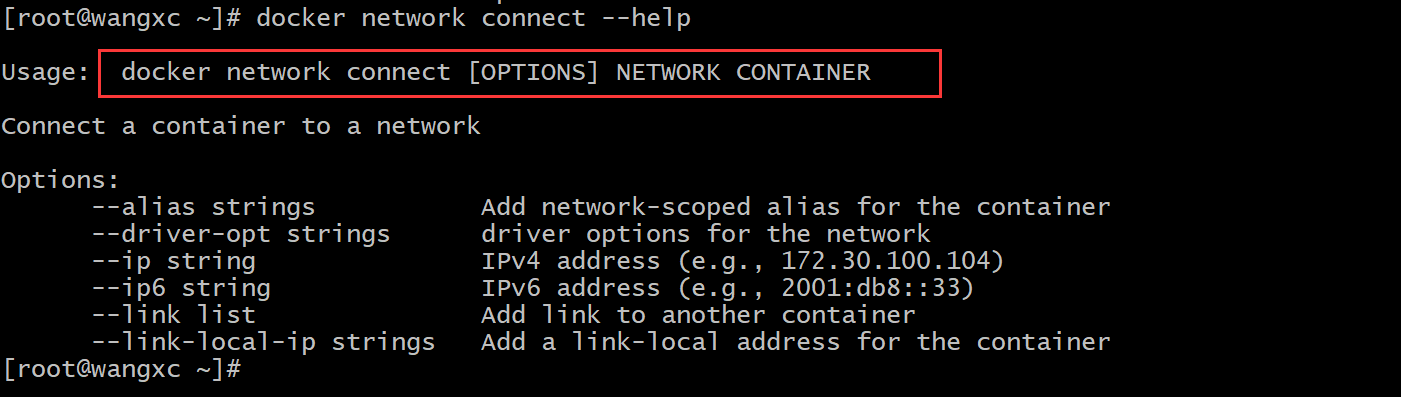 [root@wangxc ~]# docker network connect --help
Usage:  docker network connect [OPTIONS] NETWORK CONTAINER
Connect a container to a network
Options:
      --alias strings           Add network-scoped alias for the container
      --driver-opt strings      driver options for the network
      --ip string               IPv4 address (e.g., 172.30.100.104)
      --ip6 string              IPv6 address (e.g., 2001:db8::33)
      --link list               Add link to another container
      --link-local-ip strings   Add a link-local address for the container
[root@wangxc ~]#